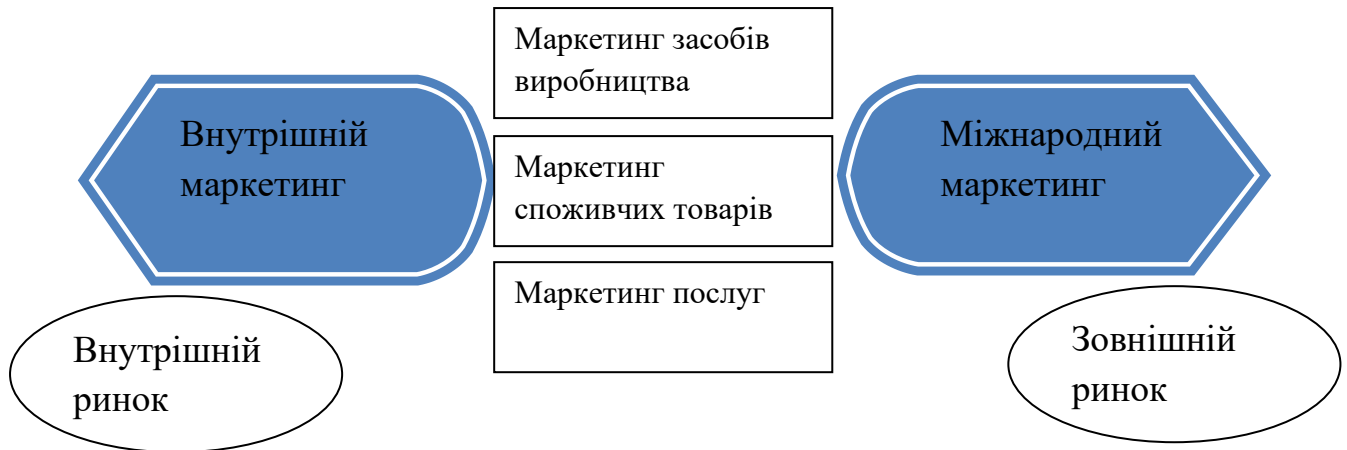 Маркетинг засобів
виробництва
Внутрішній
маркетинг
Міжнародний
маркетинг
Маркетинг
споживчих товарів
Маркетинг послуг
Внутрішній
ринок
Зовнішній
ринок